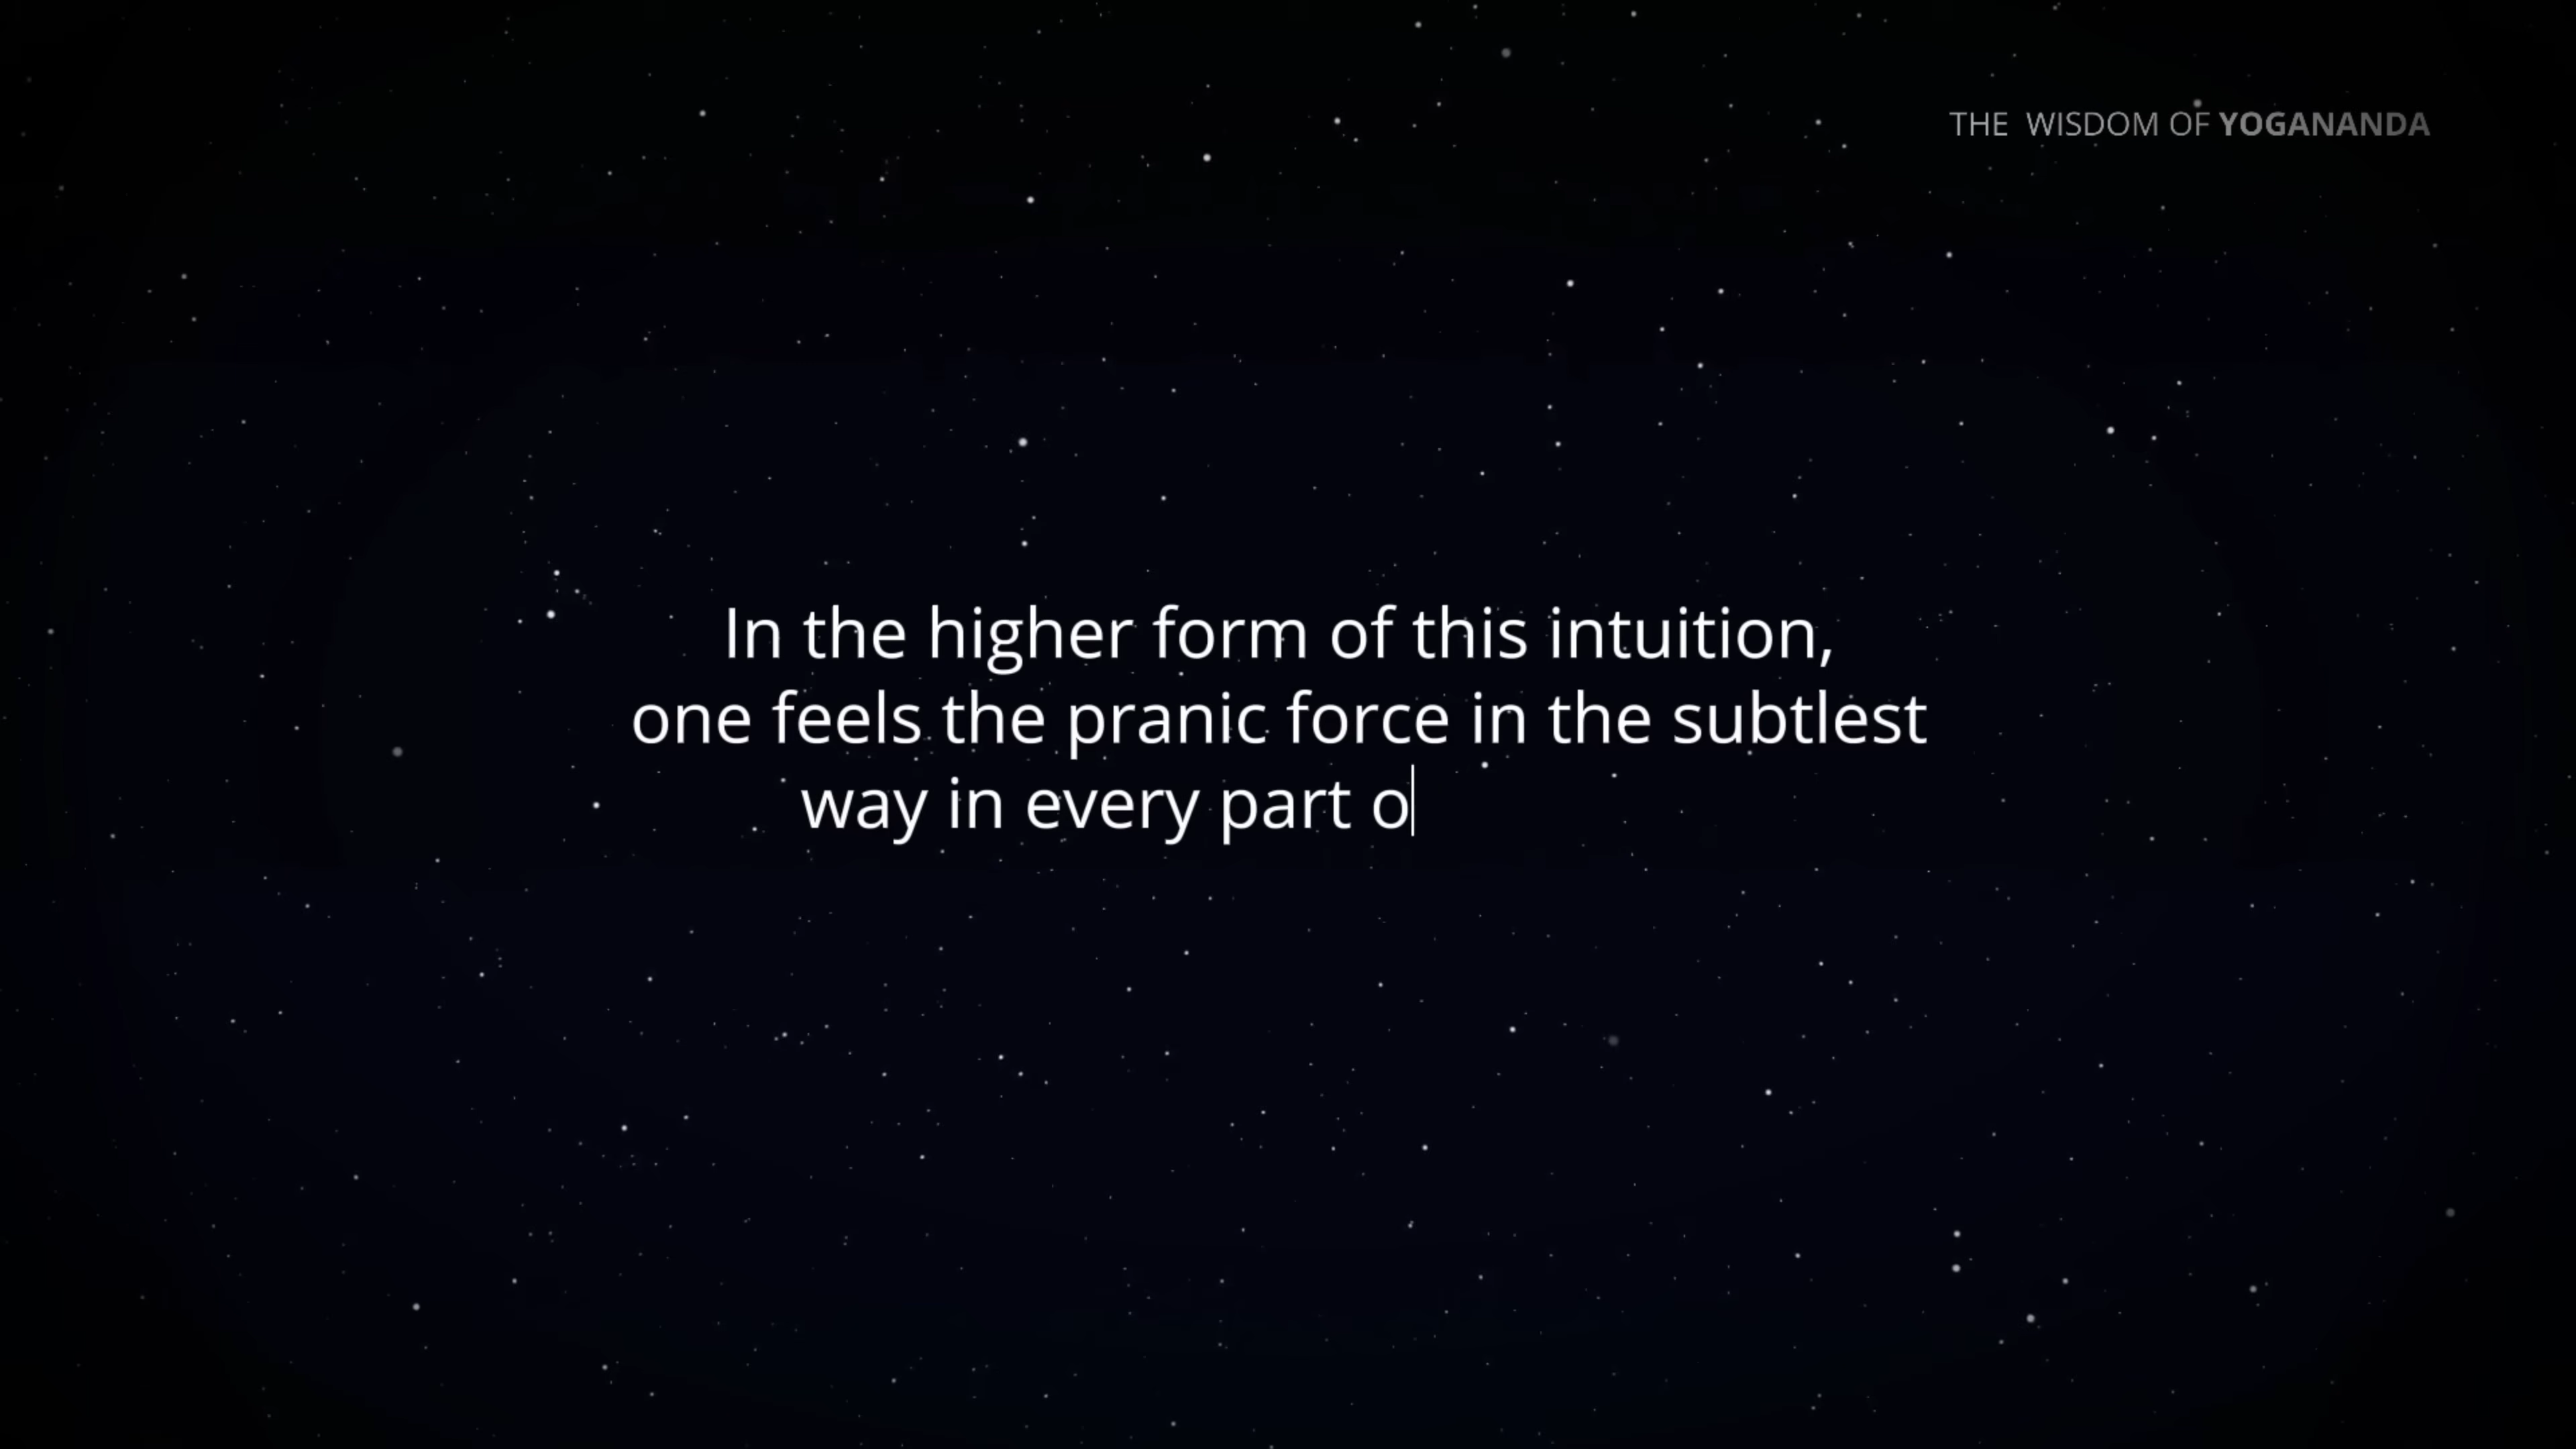 THE WISDOM OF YOGANANDA
In the higher form of this intuition,
one feels the pranic force in the subtlest
way in every part o